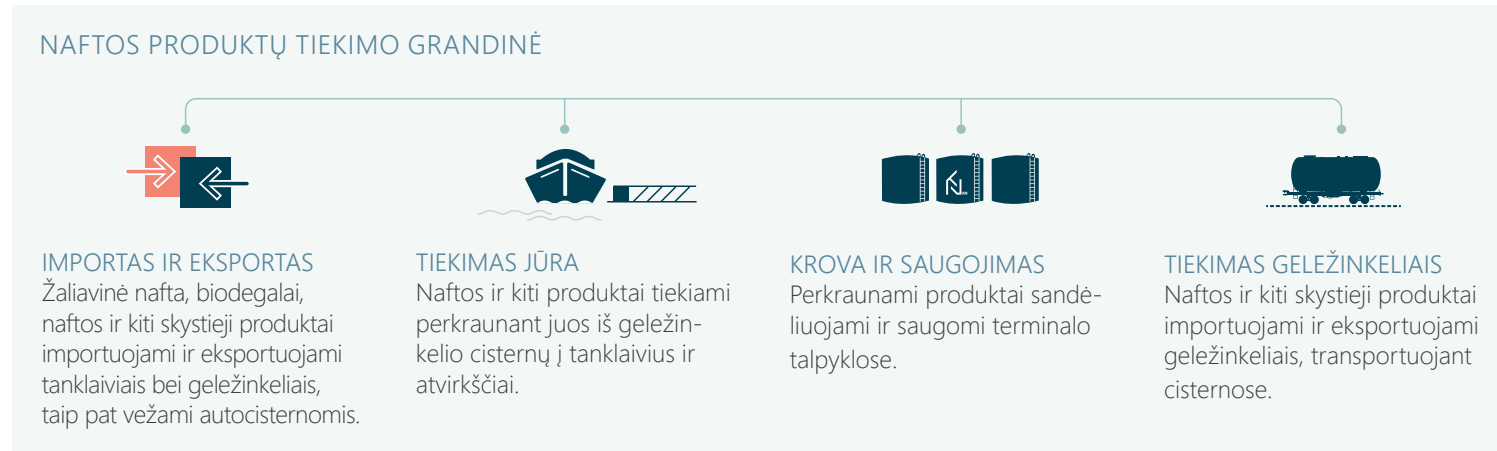 NAFTOS PRODUKTŲ TIEKIMO GRANDINĖ
IMPORTAS IR EKSPORTAS
Žaliavinė nafta, biodegalai,
naftos ir kiti skystieji produktai
importuojami ir eksportuojami
tanklaiviais bei geležinkeliais,
taip pat vežami autocisternomis.
TIEKIMAS JŪRA
Naftos ir kiti produktai tiekiami
perkraunant juos iš geležin-
kelio cisternų į tanklaivius ir
atvirkščiai.
KROVA IR SAUGOJIMAS
Perkraunami produktai sandė-
liuojami ir saugomi terminalo
talpyklose.
TIEKIMAS GELEŽINKELIAIS
Naftos ir kiti skystieji produktai
importuojami ir eksportuojami
geležinkeliais, transportuojant
cisternose.